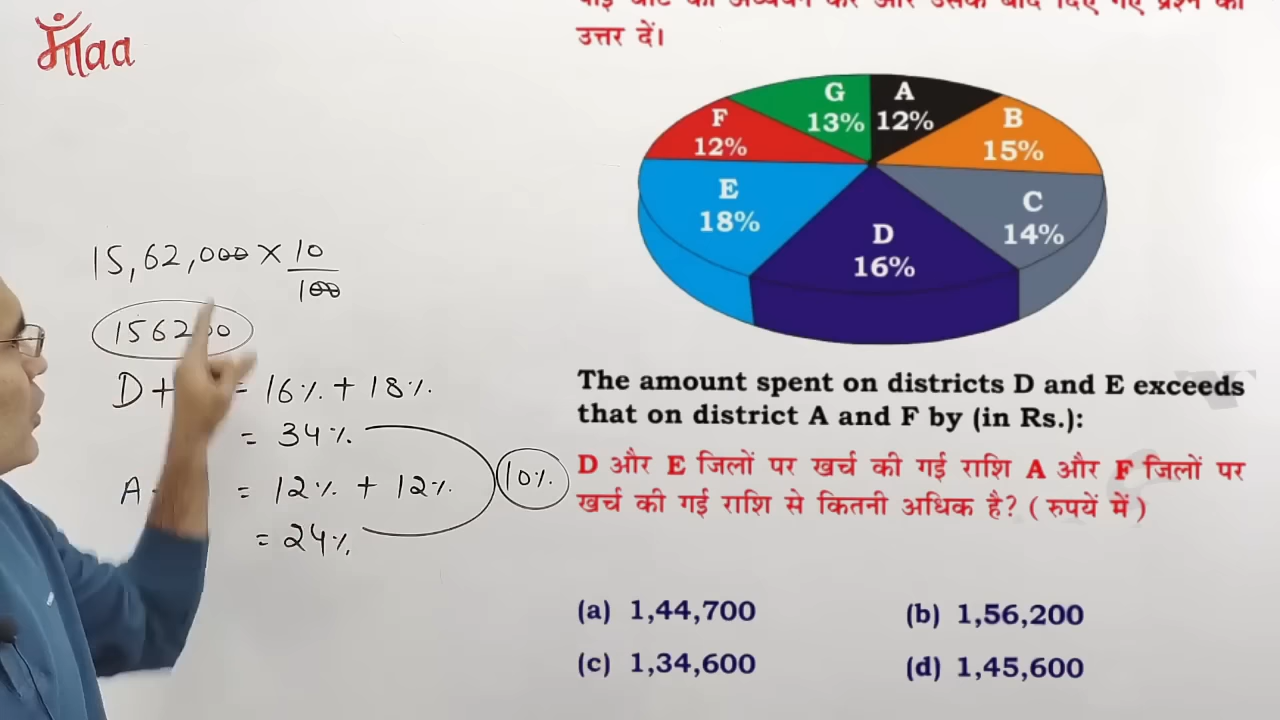 माँaa
उत्तर दें।
G
13%
A
12%
B
15%
F
12%
E
18%
C
14%
D
16%
15,62,000 × 10
100
156200
D+ = 16% + 18%
= 34%
A = 12% + 12%
= 24%
10%
The amount spent on districts D and E exceeds
that on district A and F by (in Rs.):
D और E जिलों पर खर्च की गई राशि A और F जिलों पर
खर्च की गई राशि से कितनी अधिक है? ( रुपयें में )
(a) 1,44,700 (b) 1,56,200
(c) 1,34,600 (d) 1,45,600